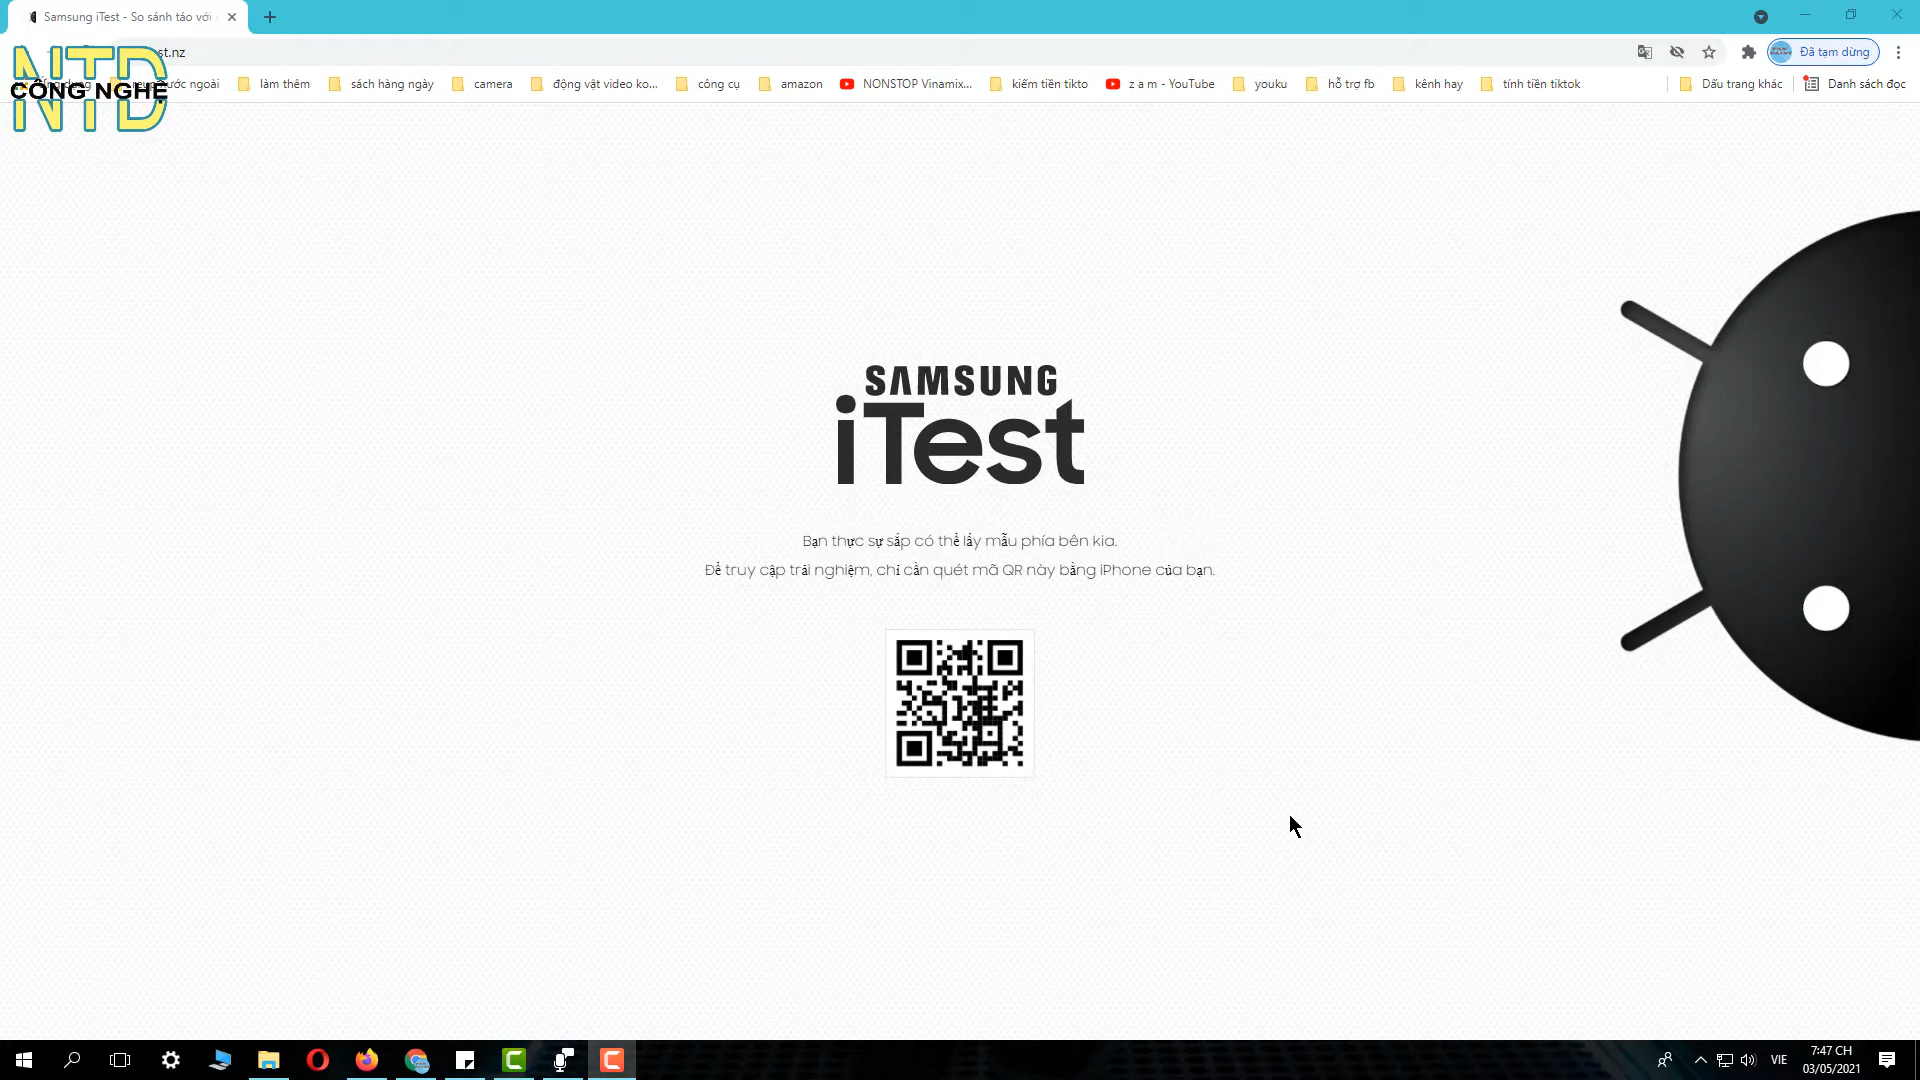 Samsung iTest - So sánh táo với
st.nz
Đã tạm dừng
NTD
CÔNG NGHỆ
NTD
nước ngoài
làm thêm
sách hàng ngày
camera
động vật video ko...
công cụ
amazon
NONSTOP Vinamix...
kiếm tiền tikto
z a m - YouTube
youku
hỗ trợ fb
kênh hay
tính tiền tiktok
Dấu trang khác
Danh sách đọc
SAMSUNG
iTest
Bạn thực sự sắp có thể lấy mẫu phía bên kia.
Để truy cập trải nghiệm, chỉ cần quét mã QR này bằng iPhone của bạn.
VIE
7:47 CH
03/05/2021